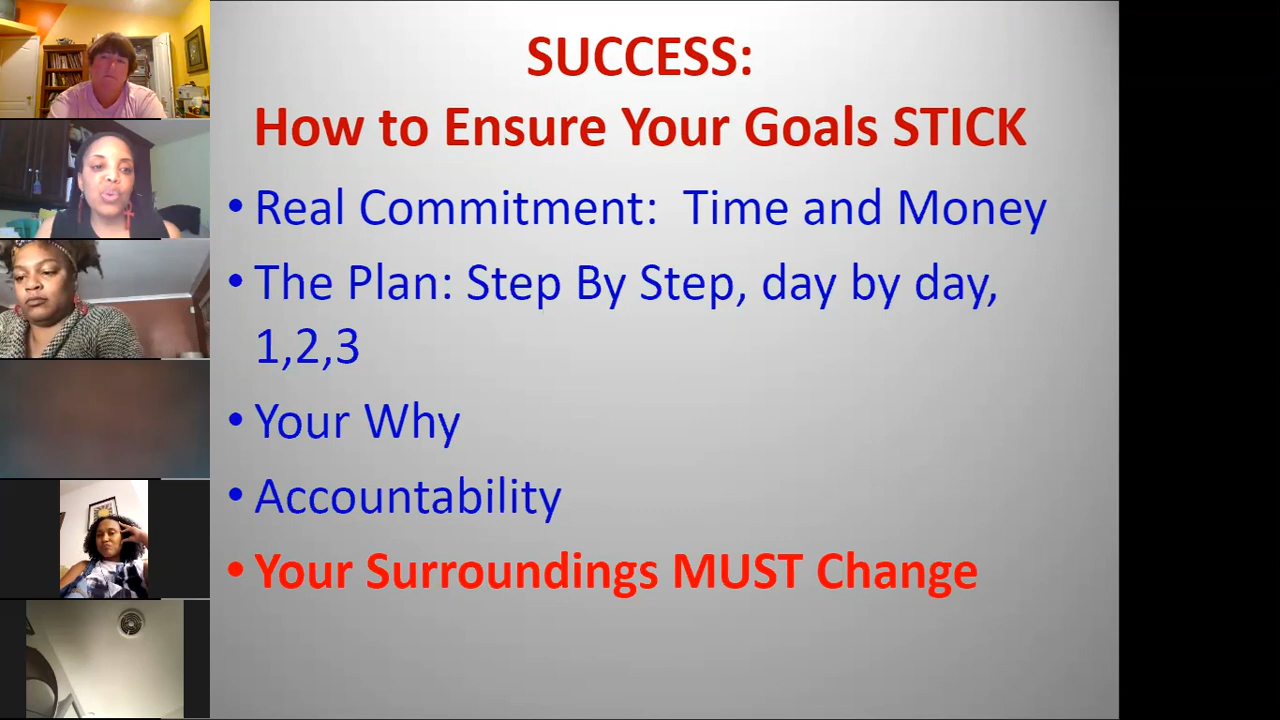 SUCCESS:
How to Ensure Your Goals STICK
• Real Commitment:  Time and Money
• The Plan: Step By Step, day by day,
1,2,3
• Your Why
• Accountability
• Your Surroundings MUST Change